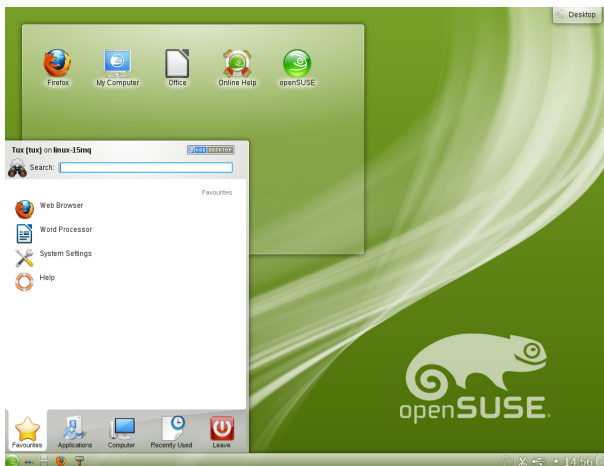 Desktop
Firefox My Computer Office Online Help openSUSE
Tux (tux) on linux-15mq
KDE DESKTOP
Search:
Favourites
Web Browser
Word Processor
System Settings
Help
openSUSE
Favourites Applications Computer Recently Used Leave
14:56